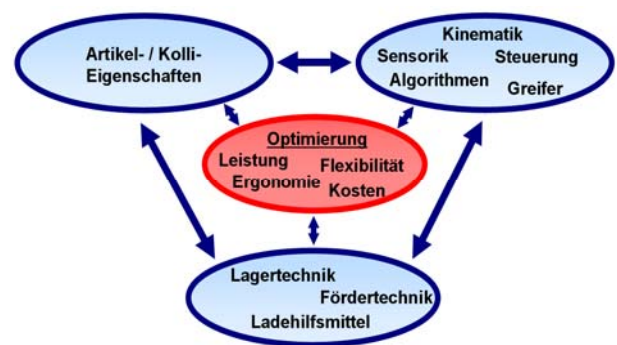 Artikel- / Kolli-
Eigenschaften
Kinematik
Sensorik Steuerung
Algorithmen Greifer
Optimierung
Leistung Flexibilität
Ergonomie Kosten
Lagertechnik
Fördertechnik
Ladehilfsmittel